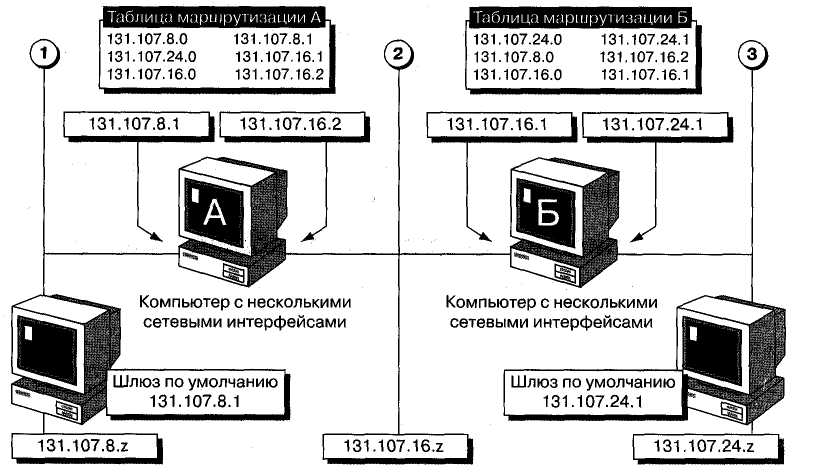 Таблица маршрутизации А
131.107.8.0 131.107.8.1
131.107.24.0 131.107.16.1
131.107.16.0 131.107.16.2
Таблица маршрутизации Б
131.107.24.0 131.107.24.1
131.107.8.0 131.107.16.2
131.107.16.0 131.107.16.1
1
2
3
131.107.8.1
131.107.16.2
131.107.16.1
131.107.24.1
А
Б
Компьютер с несколькими
сетевыми интерфейсами
Компьютер с несколькими
сетевыми интерфейсами
Шлюз по умолчанию
131.107.8.1
Шлюз по умолчанию
131.107.24.1
131.107.8.z
131.107.16.z
131.107.24.z